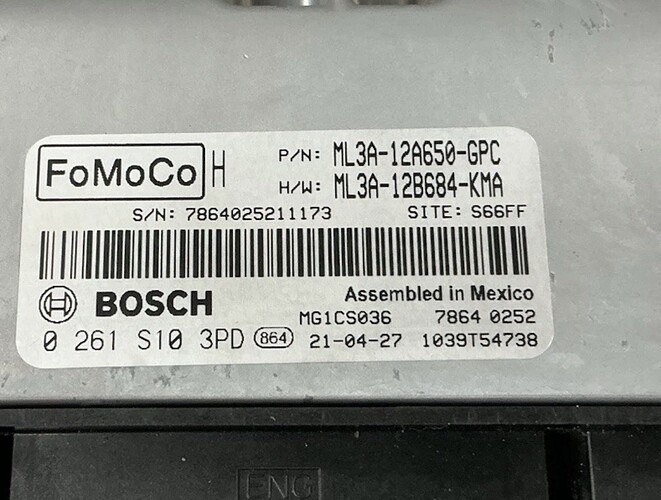 FoMoCo H P/N: ML3A-12A650-GPC
H/W: ML3A-12B684-KMA
S/N: 7864025211173 SITE: S66FF
BOSCH Assembled in Mexico
MG1CS036 7864 0252
0 261 S10 3PD 864 21-04-27 1039T54738
ENG